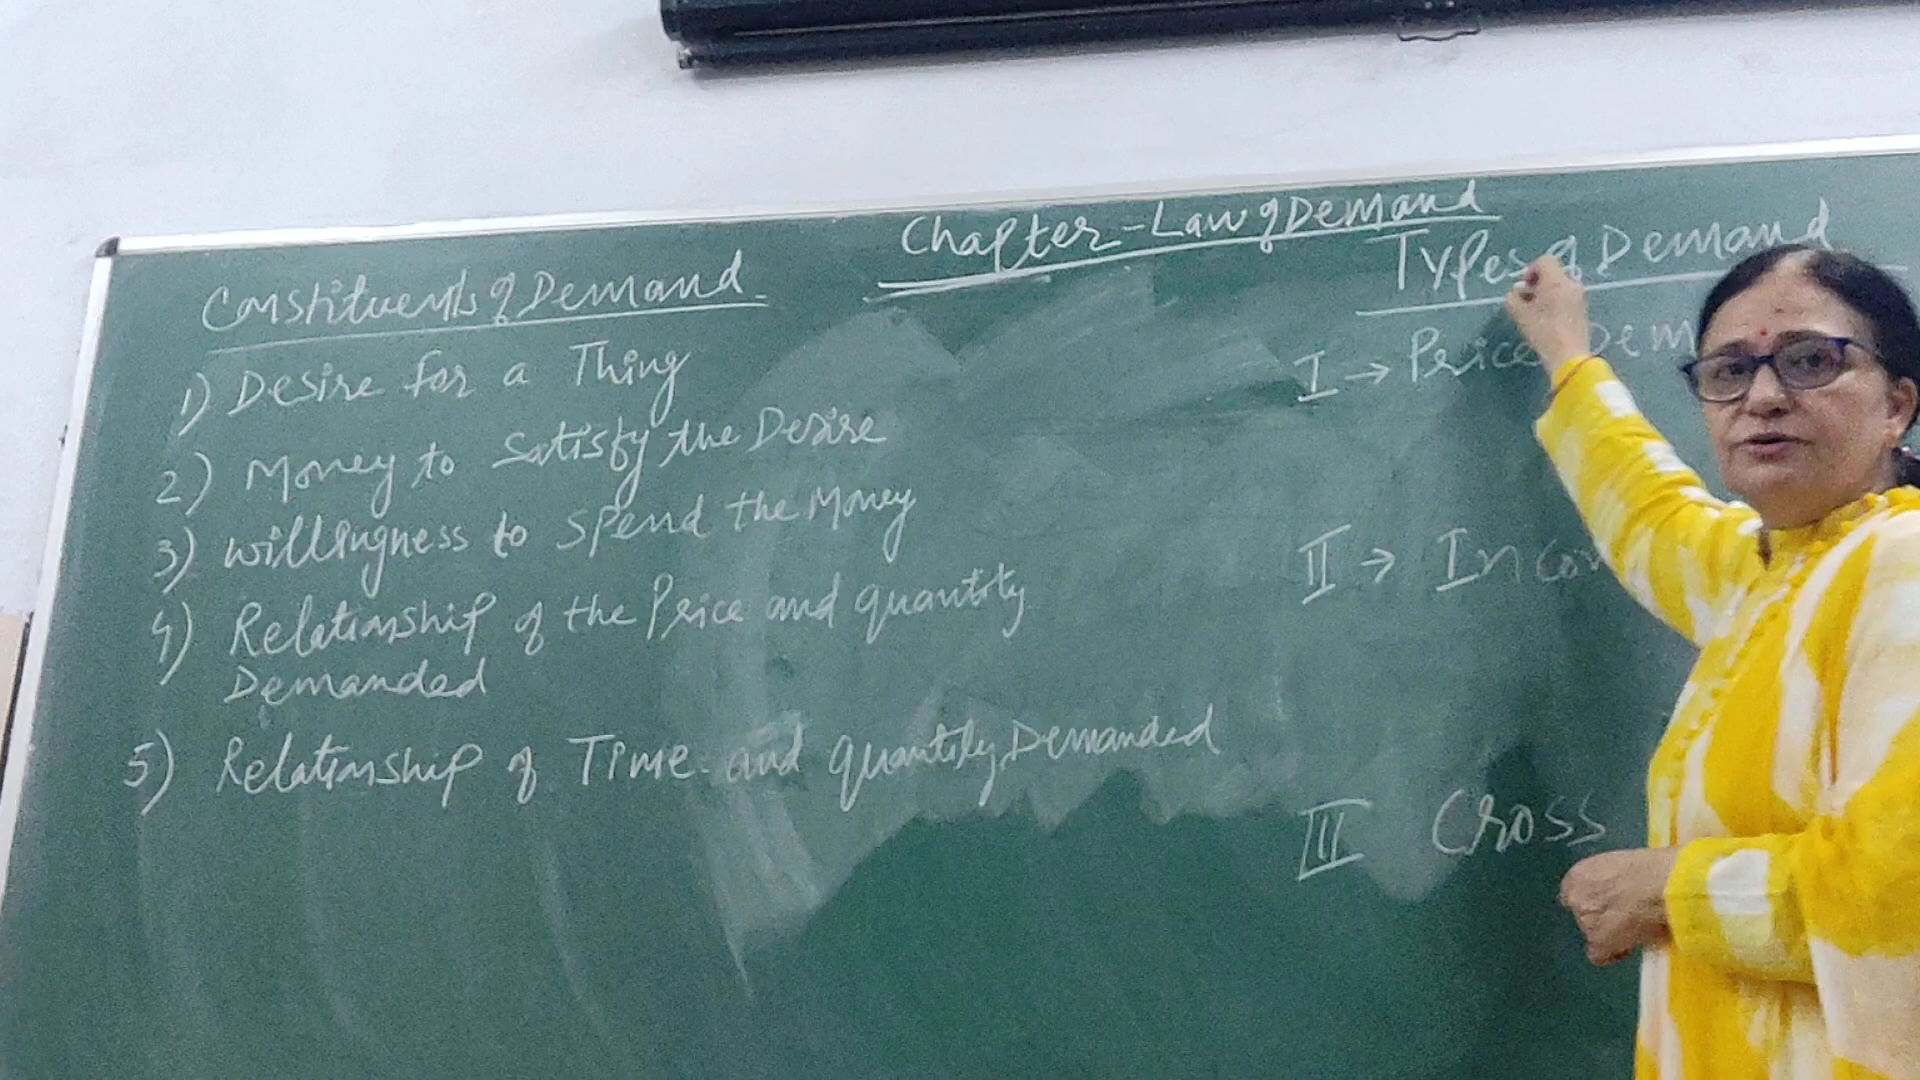 Chapter - Law of Demand
Constituents of Demand
1) Desire for a Thing
2) Money to Satisfy the Desire
3) Willingness to Spend the Money
4) Relationship of the Price and quantity
Demanded
5) Relationship of Time and quantity Demanded
Types of Demand
I → Price Dem
II → Incom
III Cross